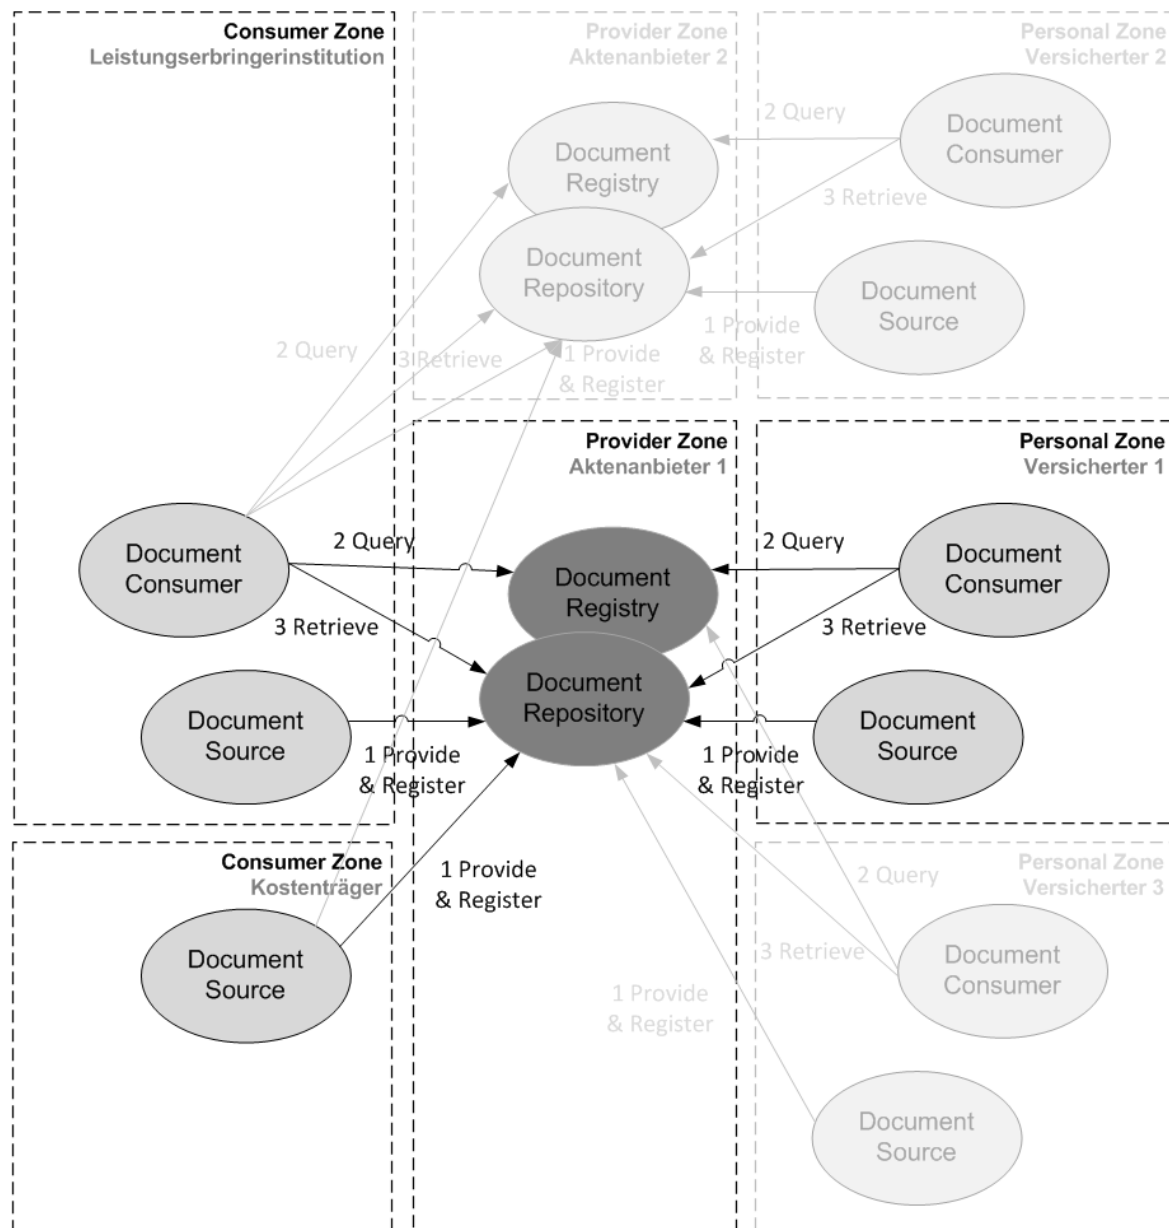 Consumer Zone
Leistungserbringerinstitution
Provider Zone
Aktenanbieter 2
Personal Zone
Versicherter 2
2 Query
Document
Consumer
Document
Registry
3 Retrieve
Document
Repository
Document
Source
1 Provide
& Register
2 Query
3 Retrieve
1 Provide
& Register
Provider Zone
Aktenanbieter 1
Personal Zone
Versicherter 1
Document
Consumer
2 Query
Document
Registry
2 Query
Document
Consumer
3 Retrieve
3 Retrieve
Document
Repository
Document
Source
1 Provide
& Register
1 Provide
& Register
Document
Source
Consumer Zone
Kostenträger
1 Provide
& Register
2 Query
Personal Zone
Versicherter 3
Document
Source
3 Retrieve
Document
Consumer
1 Provide
& Register
Document
Source